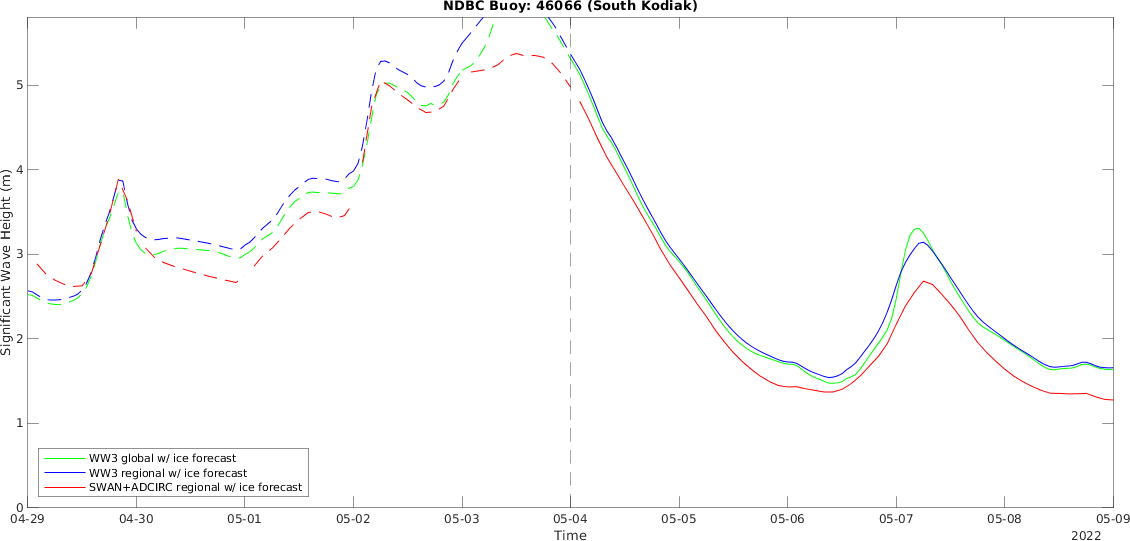 NDBC Buoy: 46066 (South Kodiak)
Significant Wave Height (m)
5
4
3
2
1
0
WW3 global w/ ice forecast
WW3 regional w/ ice forecast
SWAN+ADCIRC regional w/ ice forecast
04-29 04-30 05-01 05-02 05-03 05-04 05-05 05-06 05-07 05-08 05-09
Time
2022